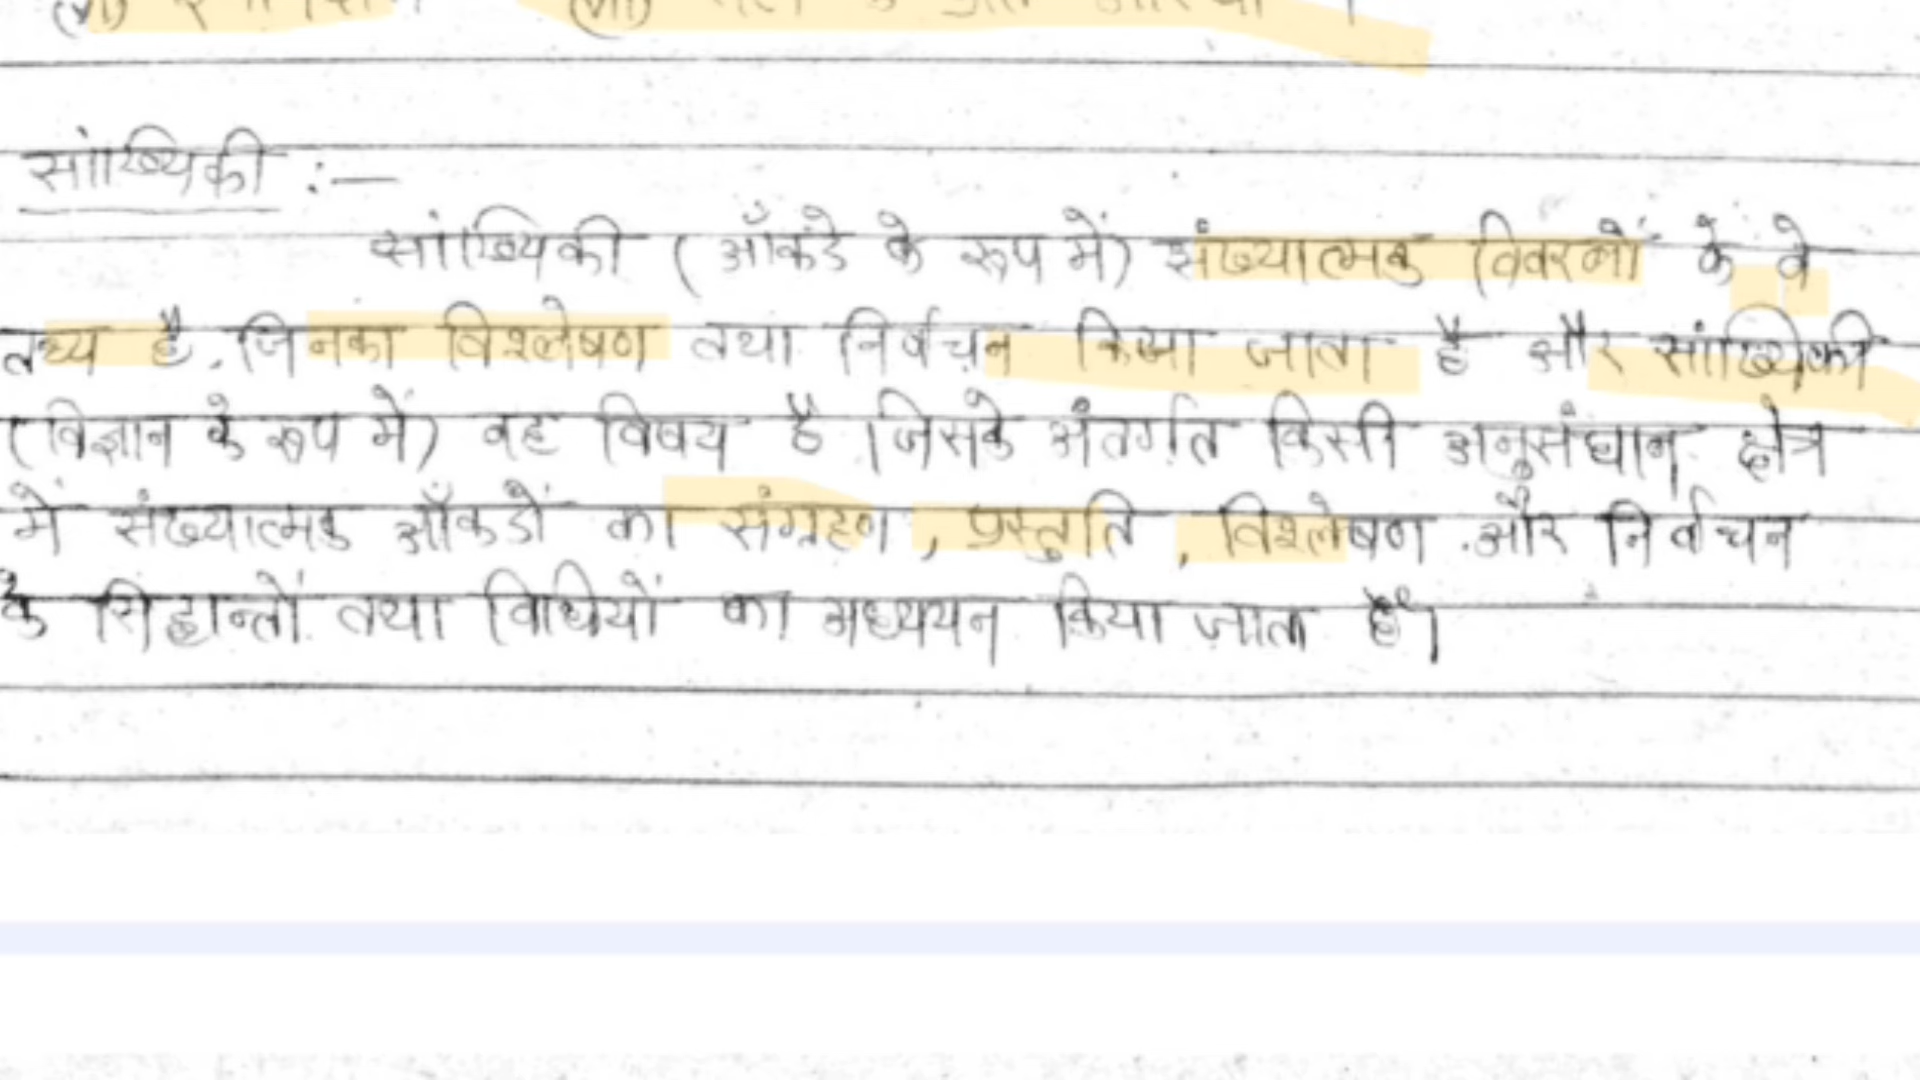 सांख्यिकी :—
सांख्यिकी ( आँकडे के रूप में) संख्यात्मक विवरणों के वे
तथ्य है, जिनका विश्लेषण तथा निर्वचन किया जाता है और सांख्यिकी
(विज्ञान के रूप में) वह विषय है जिसके अंतर्गत किसी अनुसंधान क्षेत्र
में संख्यात्मक आँकडों का संग्रहण , प्रस्तुति , विश्लेषण और निर्वचन
के सिद्धान्तों तथा विधियों का अध्ययन किया जाता है।